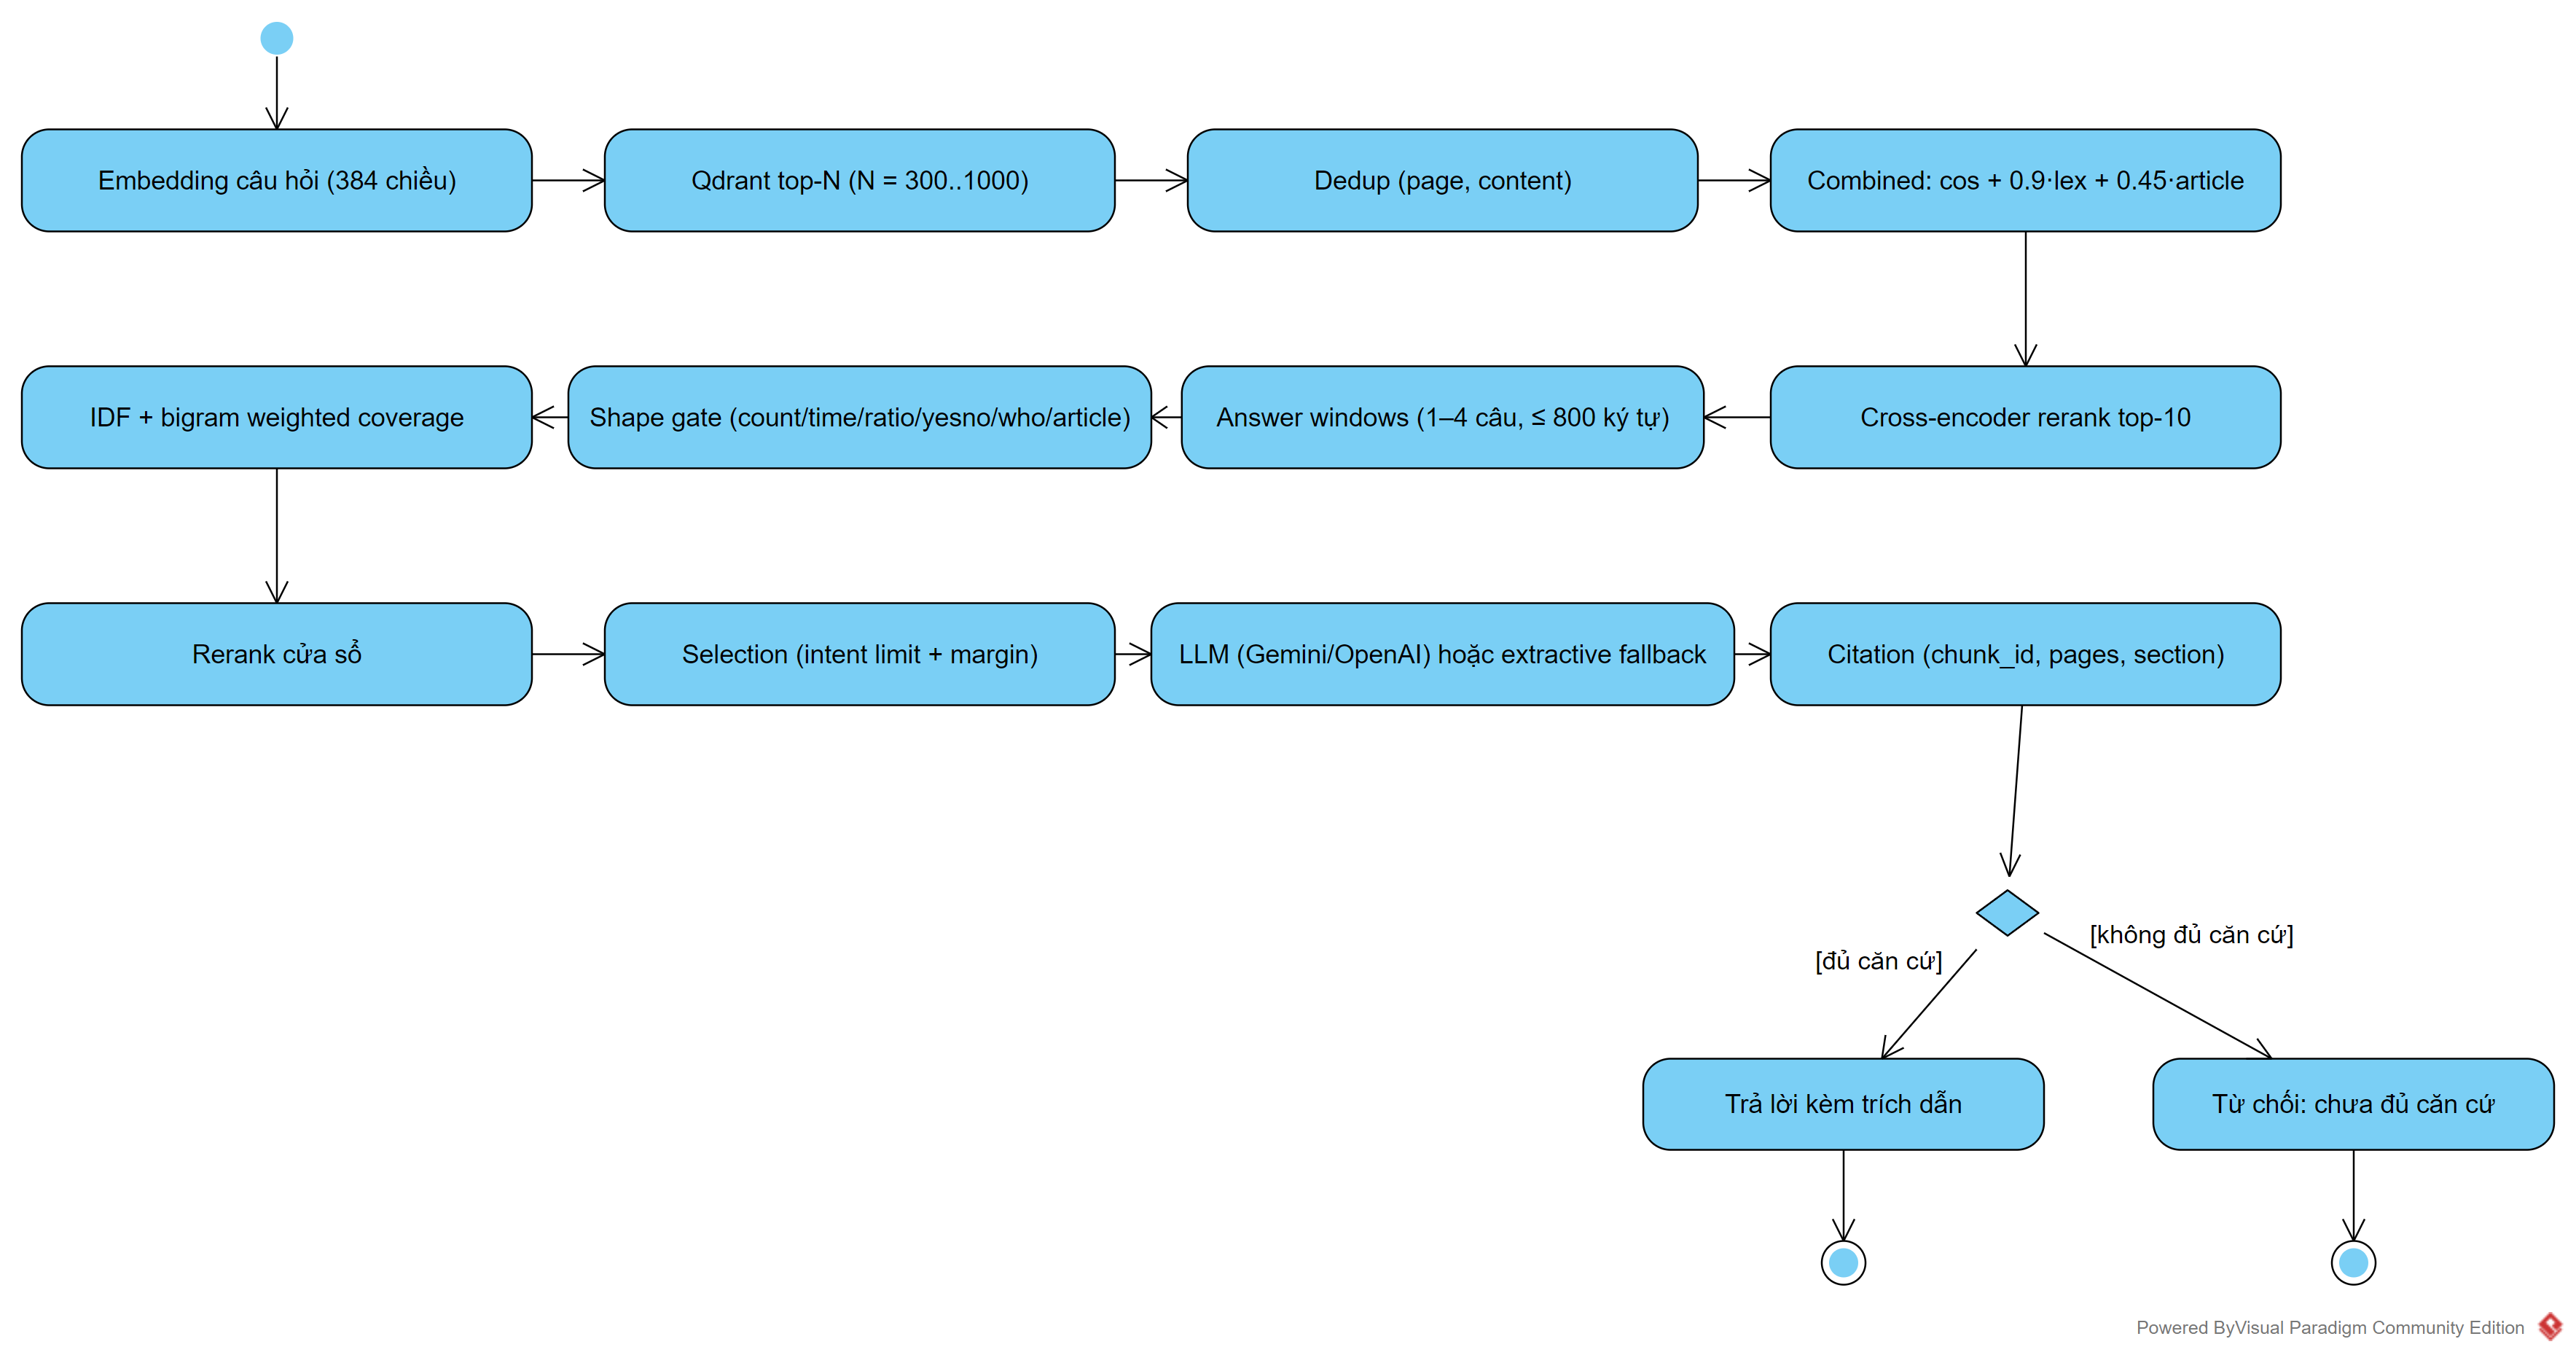 Embedding câu hỏi (384 chiều)
Qdrant top-N (N = 300..1000)
Dedup (page, content)
Combined: cos + 0.9·lex + 0.45·article
Cross-encoder rerank top-10
Answer windows (1–4 câu, ≤ 800 ký tự)
Shape gate (count/time/ratio/yesno/who/article)
IDF + bigram weighted coverage
Rerank cửa sổ
Selection (intent limit + margin)
LLM (Gemini/OpenAI) hoặc extractive fallback
Citation (chunk_id, pages, section)
[đủ căn cứ]
[không đủ căn cứ]
Trả lời kèm trích dẫn
Từ chối: chưa đủ căn cứ
Powered ByVisual Paradigm Community Edition